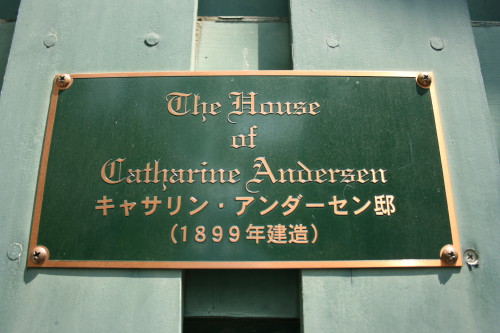 The House
of
Catharine Andersen
キャサリン・アンダーセン邸
(1899年建造)